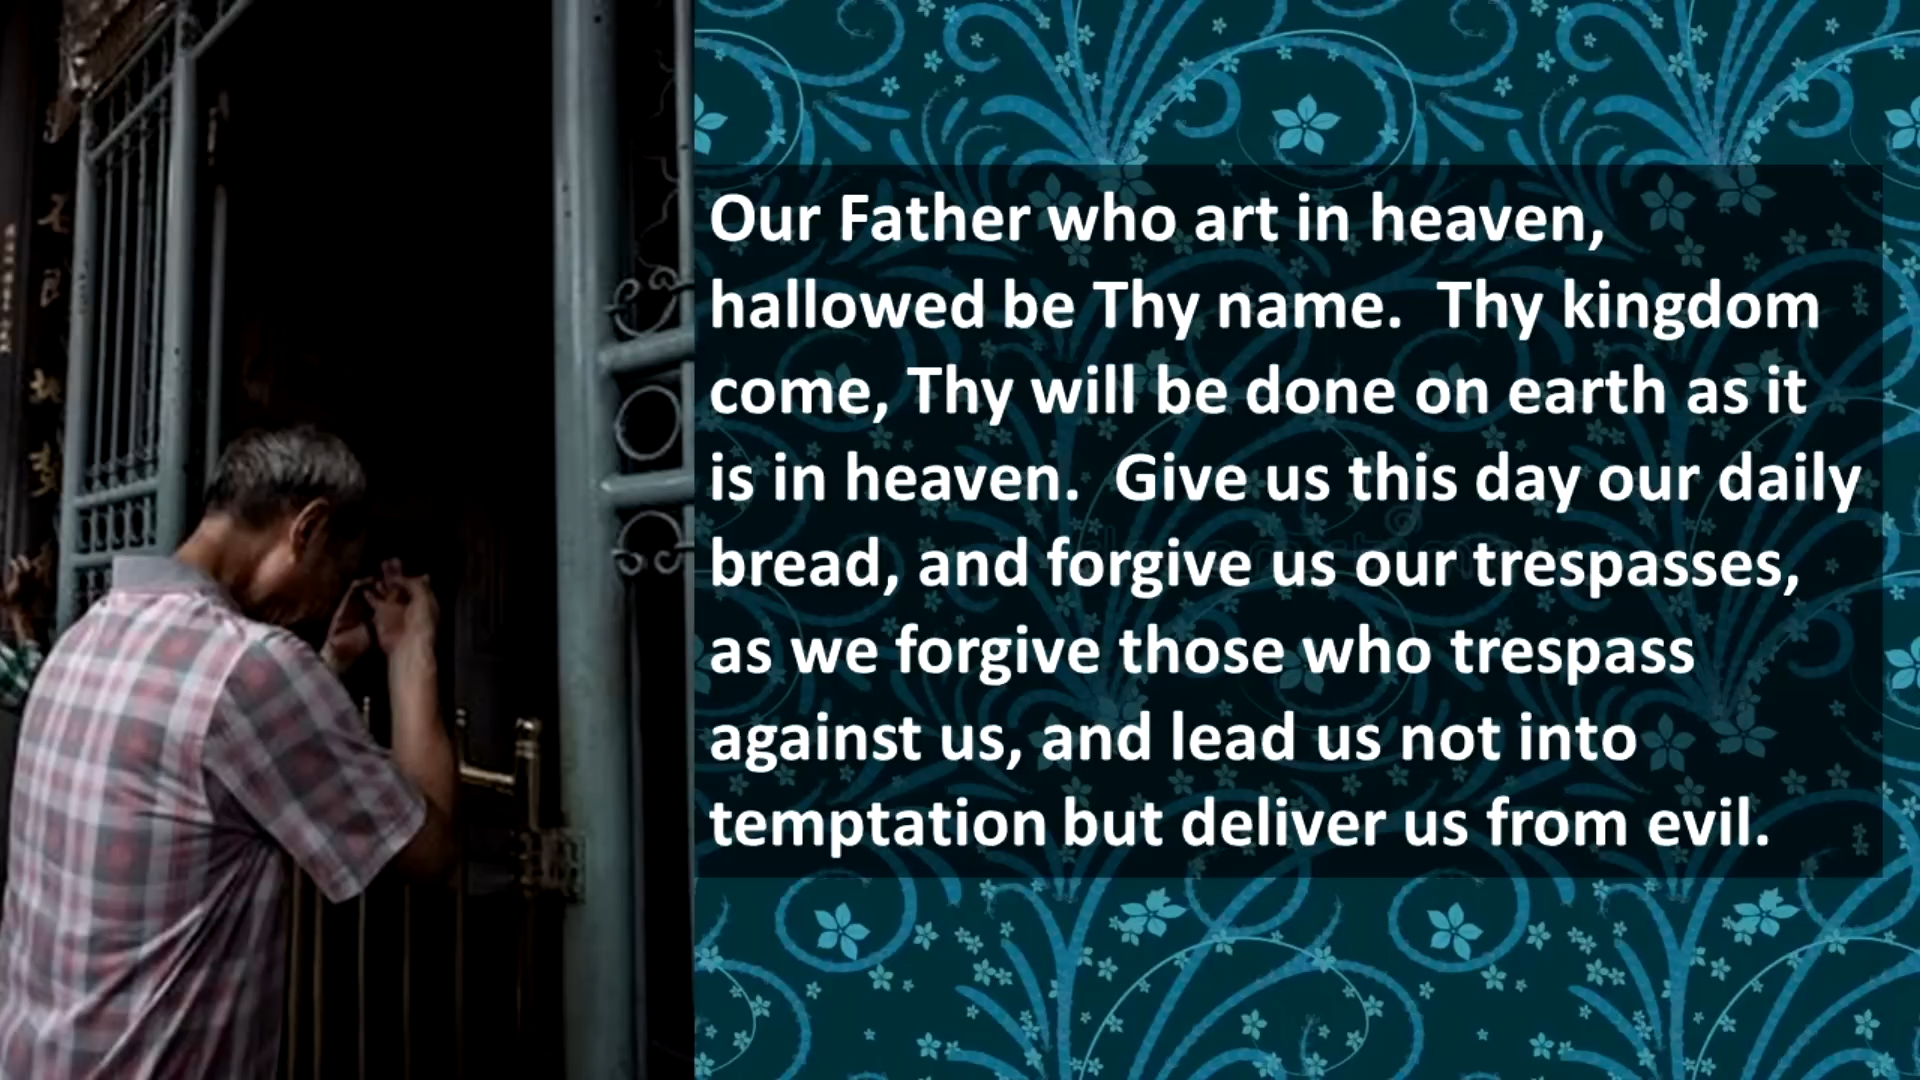 Our Father who art in heaven,
hallowed be Thy name.  Thy kingdom
come, Thy will be done on earth as it
is in heaven.  Give us this day our daily
bread, and forgive us our trespasses,
as we forgive those who trespass
against us, and lead us not into
temptation but deliver us from evil.